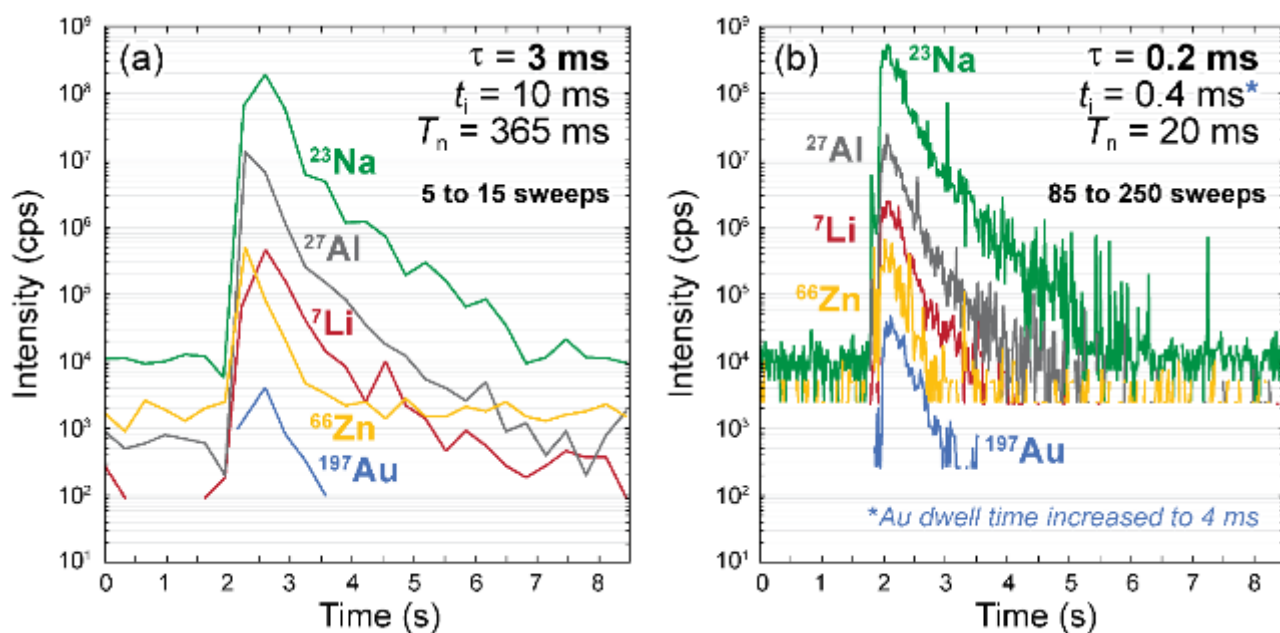 (a)
τ = 3 ms
tᵢ = 10 ms
Tₙ = 365 ms
5 to 15 sweeps
²³Na
²⁷Al
⁷Li
⁶⁶Zn
¹⁹⁷Au
Intensity (cps)
10⁹
10⁸
10⁷
10⁶
10⁵
10⁴
10³
10²
10¹
0 1 2 3 4 5 6 7 8
Time (s)
(b)
τ = 0.2 ms
tᵢ = 0.4 ms*
Tₙ = 20 ms
85 to 250 sweeps
²³Na
²⁷Al
⁷Li
⁶⁶Zn
¹⁹⁷Au
*Au dwell time increased to 4 ms
Intensity (cps)
10⁹
10⁸
10⁷
10⁶
10⁵
10⁴
10³
10²
10¹
0 1 2 3 4 5 6 7 8
Time (s)